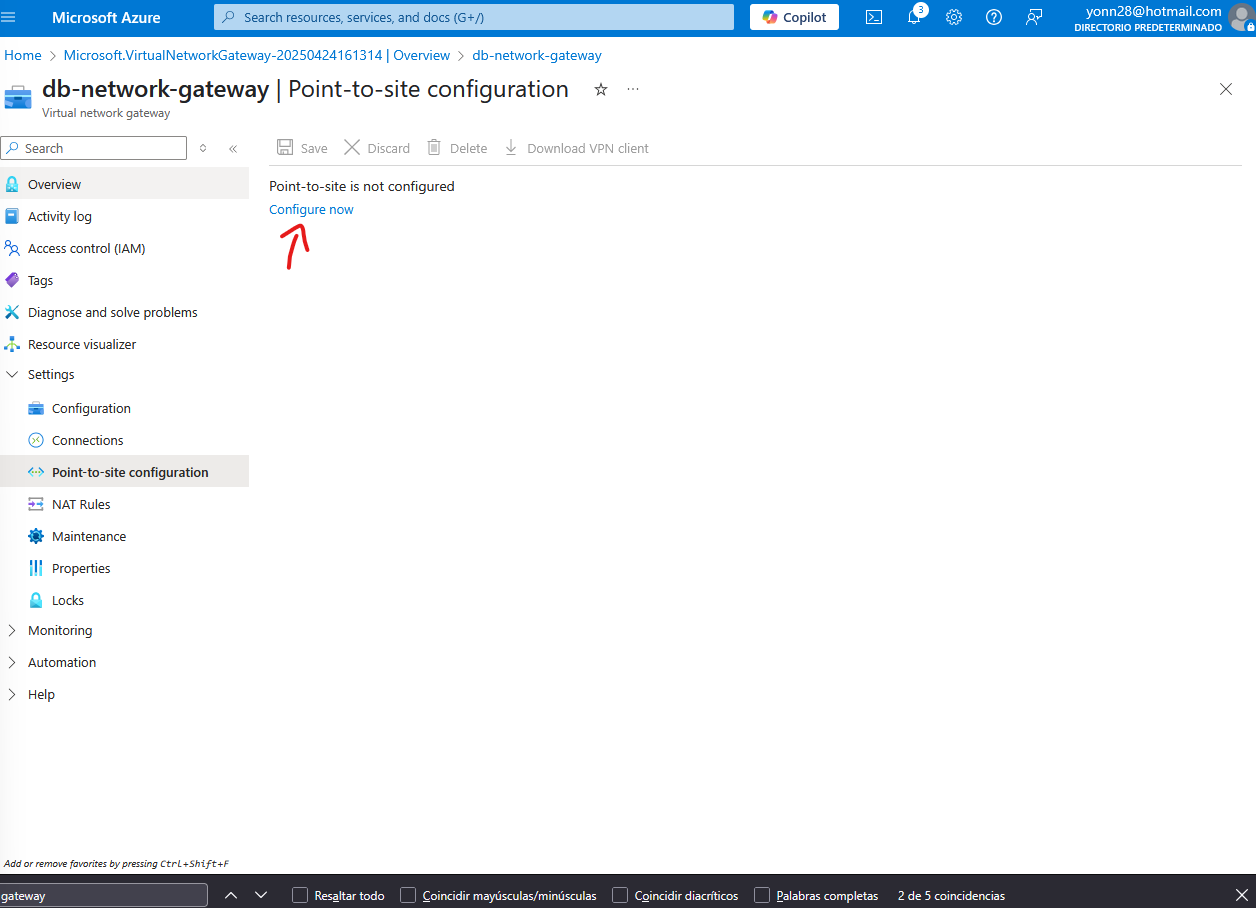 Microsoft Azure
Search resources, services, and docs (G+/)
Copilot
3
yonn28@hotmail.com
DIRECTORIO PREDETERMINADO
Home > Microsoft.VirtualNetworkGateway-20250424161314 | Overview > db-network-gateway
db-network-gateway | Point-to-site configuration
Virtual network gateway
Search
Save
Discard
Delete
Download VPN client
Point-to-site is not configured
Configure now
Overview
Activity log
Access control (IAM)
Tags
Diagnose and solve problems
Resource visualizer
Settings
Configuration
Connections
Point-to-site configuration
NAT Rules
Maintenance
Properties
Locks
Monitoring
Automation
Help
Add or remove favorites by pressing Ctrl+Shift+F
gateway
Resaltar todo
Coincidir mayúsculas/minúsculas
Coincidir diacríticos
Palabras completas
2 de 5 coincidencias